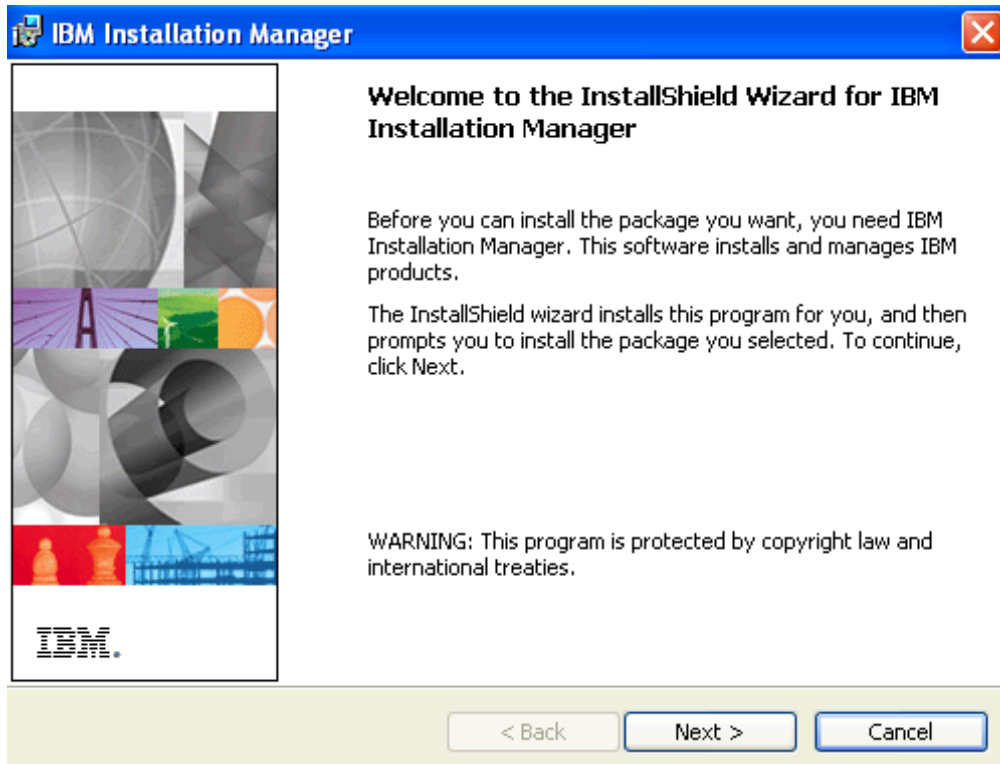 IBM Installation Manager
Welcome to the InstallShield Wizard for IBM
Installation Manager
Before you can install the package you want, you need IBM
Installation Manager. This software installs and manages IBM
products.
The InstallShield wizard installs this program for you, and then
prompts you to install the package you selected. To continue,
click Next.
WARNING: This program is protected by copyright law and
international treaties.
IBM.
< Back
Next >
Cancel